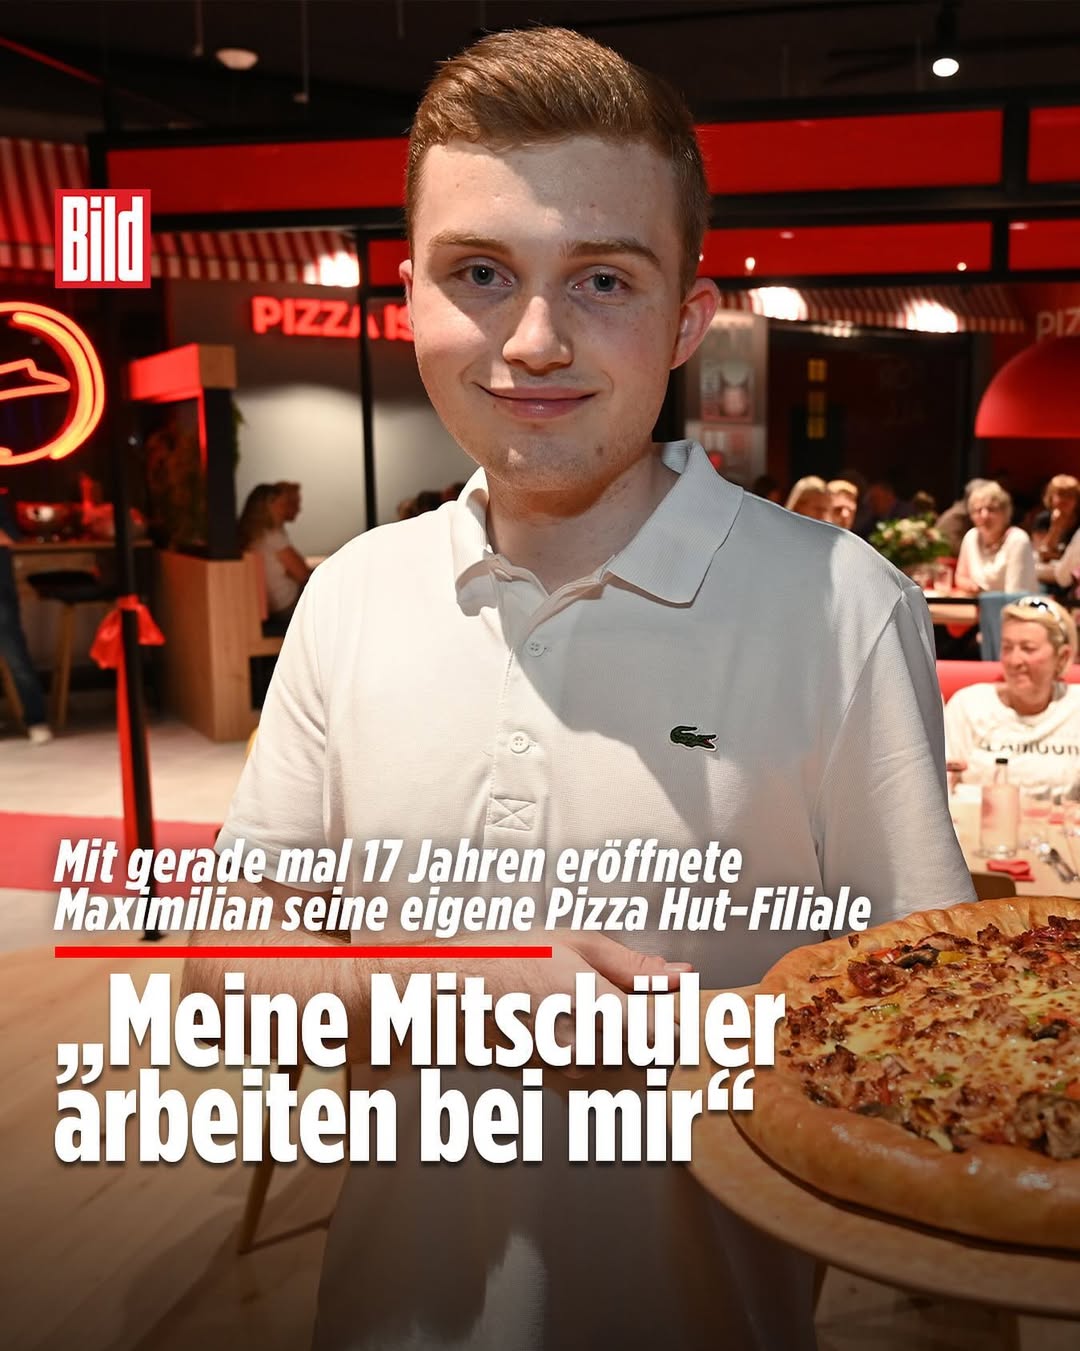 Bild
PIZZA IS
PIZ
L'AMOUR
Mit gerade mal 17 Jahren eröffnete
Maximilian seine eigene Pizza Hut-Filiale
„Meine Mitschüler
arbeiten bei mir“